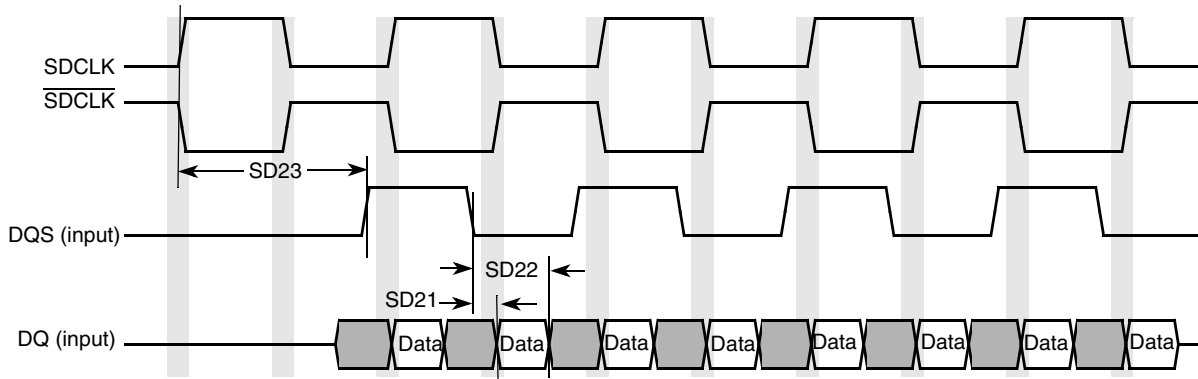 SDCLK
SDCLK
SD23
DQS (input)
SD22
SD21
DQ (input)
Data Data Data Data Data Data Data Data